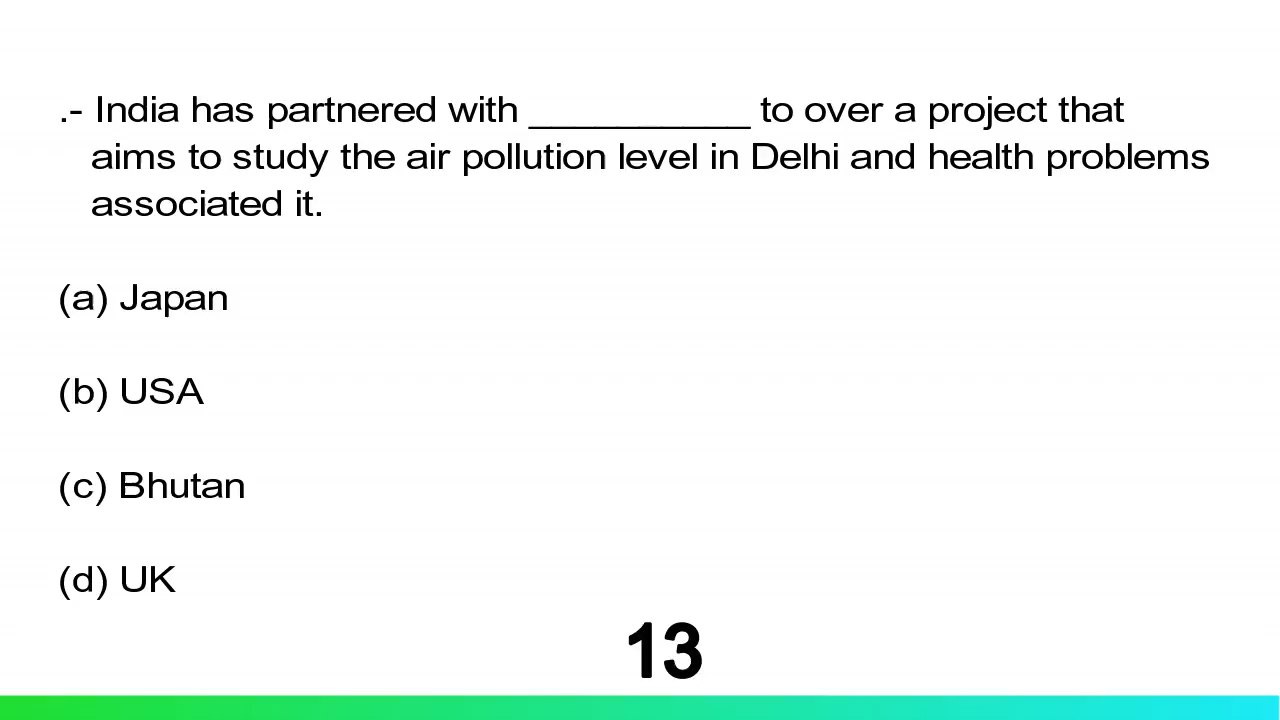 .- India has partnered with ___________ to over a project that
aims to study the air pollution level in Delhi and health problems
associated it.
(a) Japan
(b) USA
(c) Bhutan
(d) UK
13